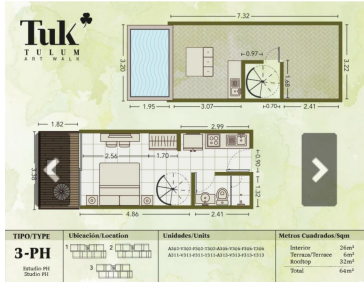 Tuk
TULUM
ART WALK
7.32
3.20
0.97
1.68
3.22
1.95
3.07
0.70
2.41
1.82
2.99
2.56
1.70
0.90
1.32
3.38
4.86
2.41
TIPO/TYPE
Ubicación/Location
Unidades/Units
Metros Cuadrados/Sqm
3-PH
Estudio PH
Studio PH
1
2
3
Interior 26m²
Terraza/Terrace 6m²
Rooftop 32m²
Total 64m²